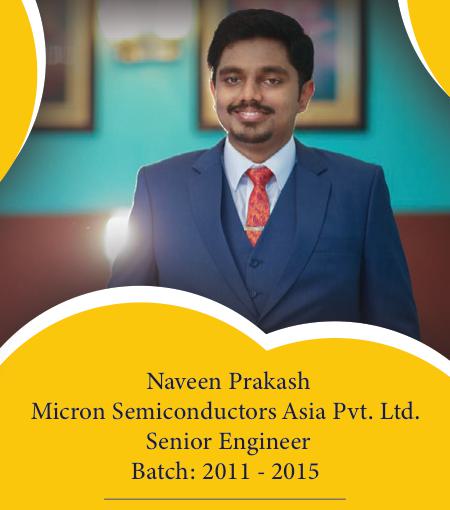 Naveen Prakash
Micron Semiconductors Asia Pvt. Ltd.
Senior Engineer
Batch: 2011 - 2015